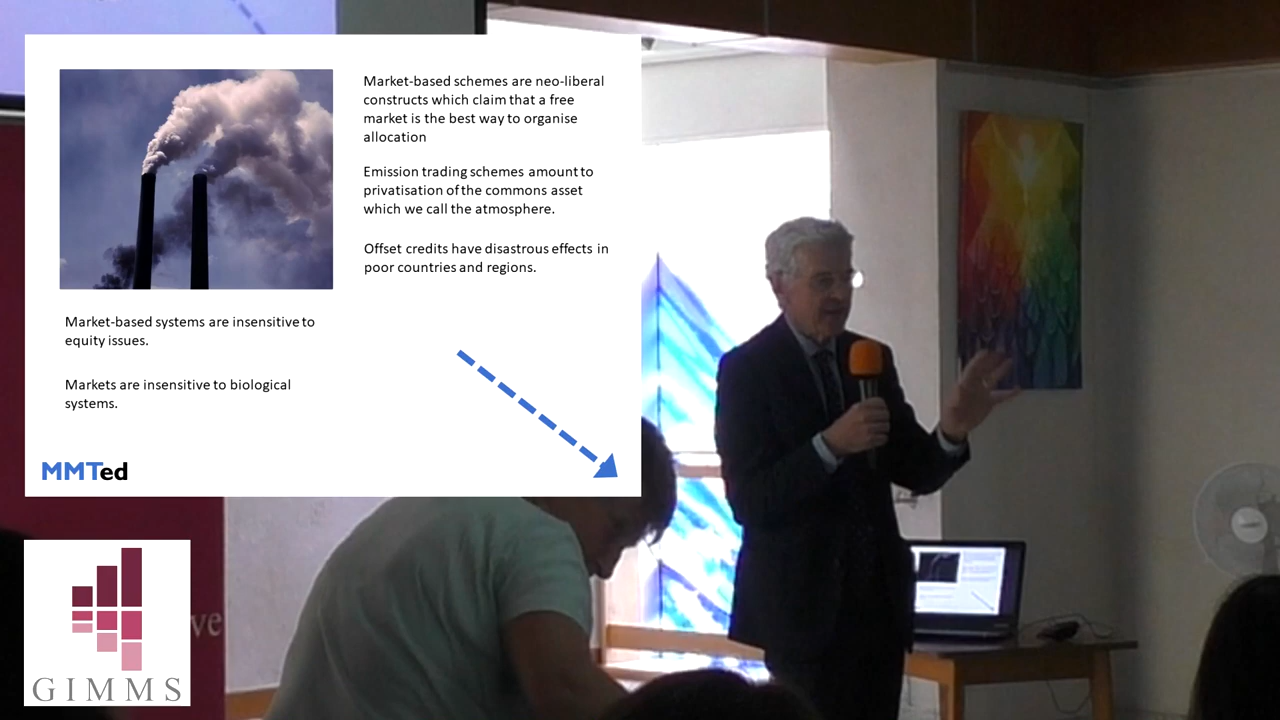 Market-based schemes are neo-liberal
constructs which claim that a free
market is the best way to organise
allocation
Emission trading schemes amount to
privatisation of the commons asset
which we call the atmosphere.
Offset credits have disastrous effects in
poor countries and regions.
Market-based systems are insensitive to
equity issues.
Markets are insensitive to biological
systems.
MMTed
ve
GIMMS